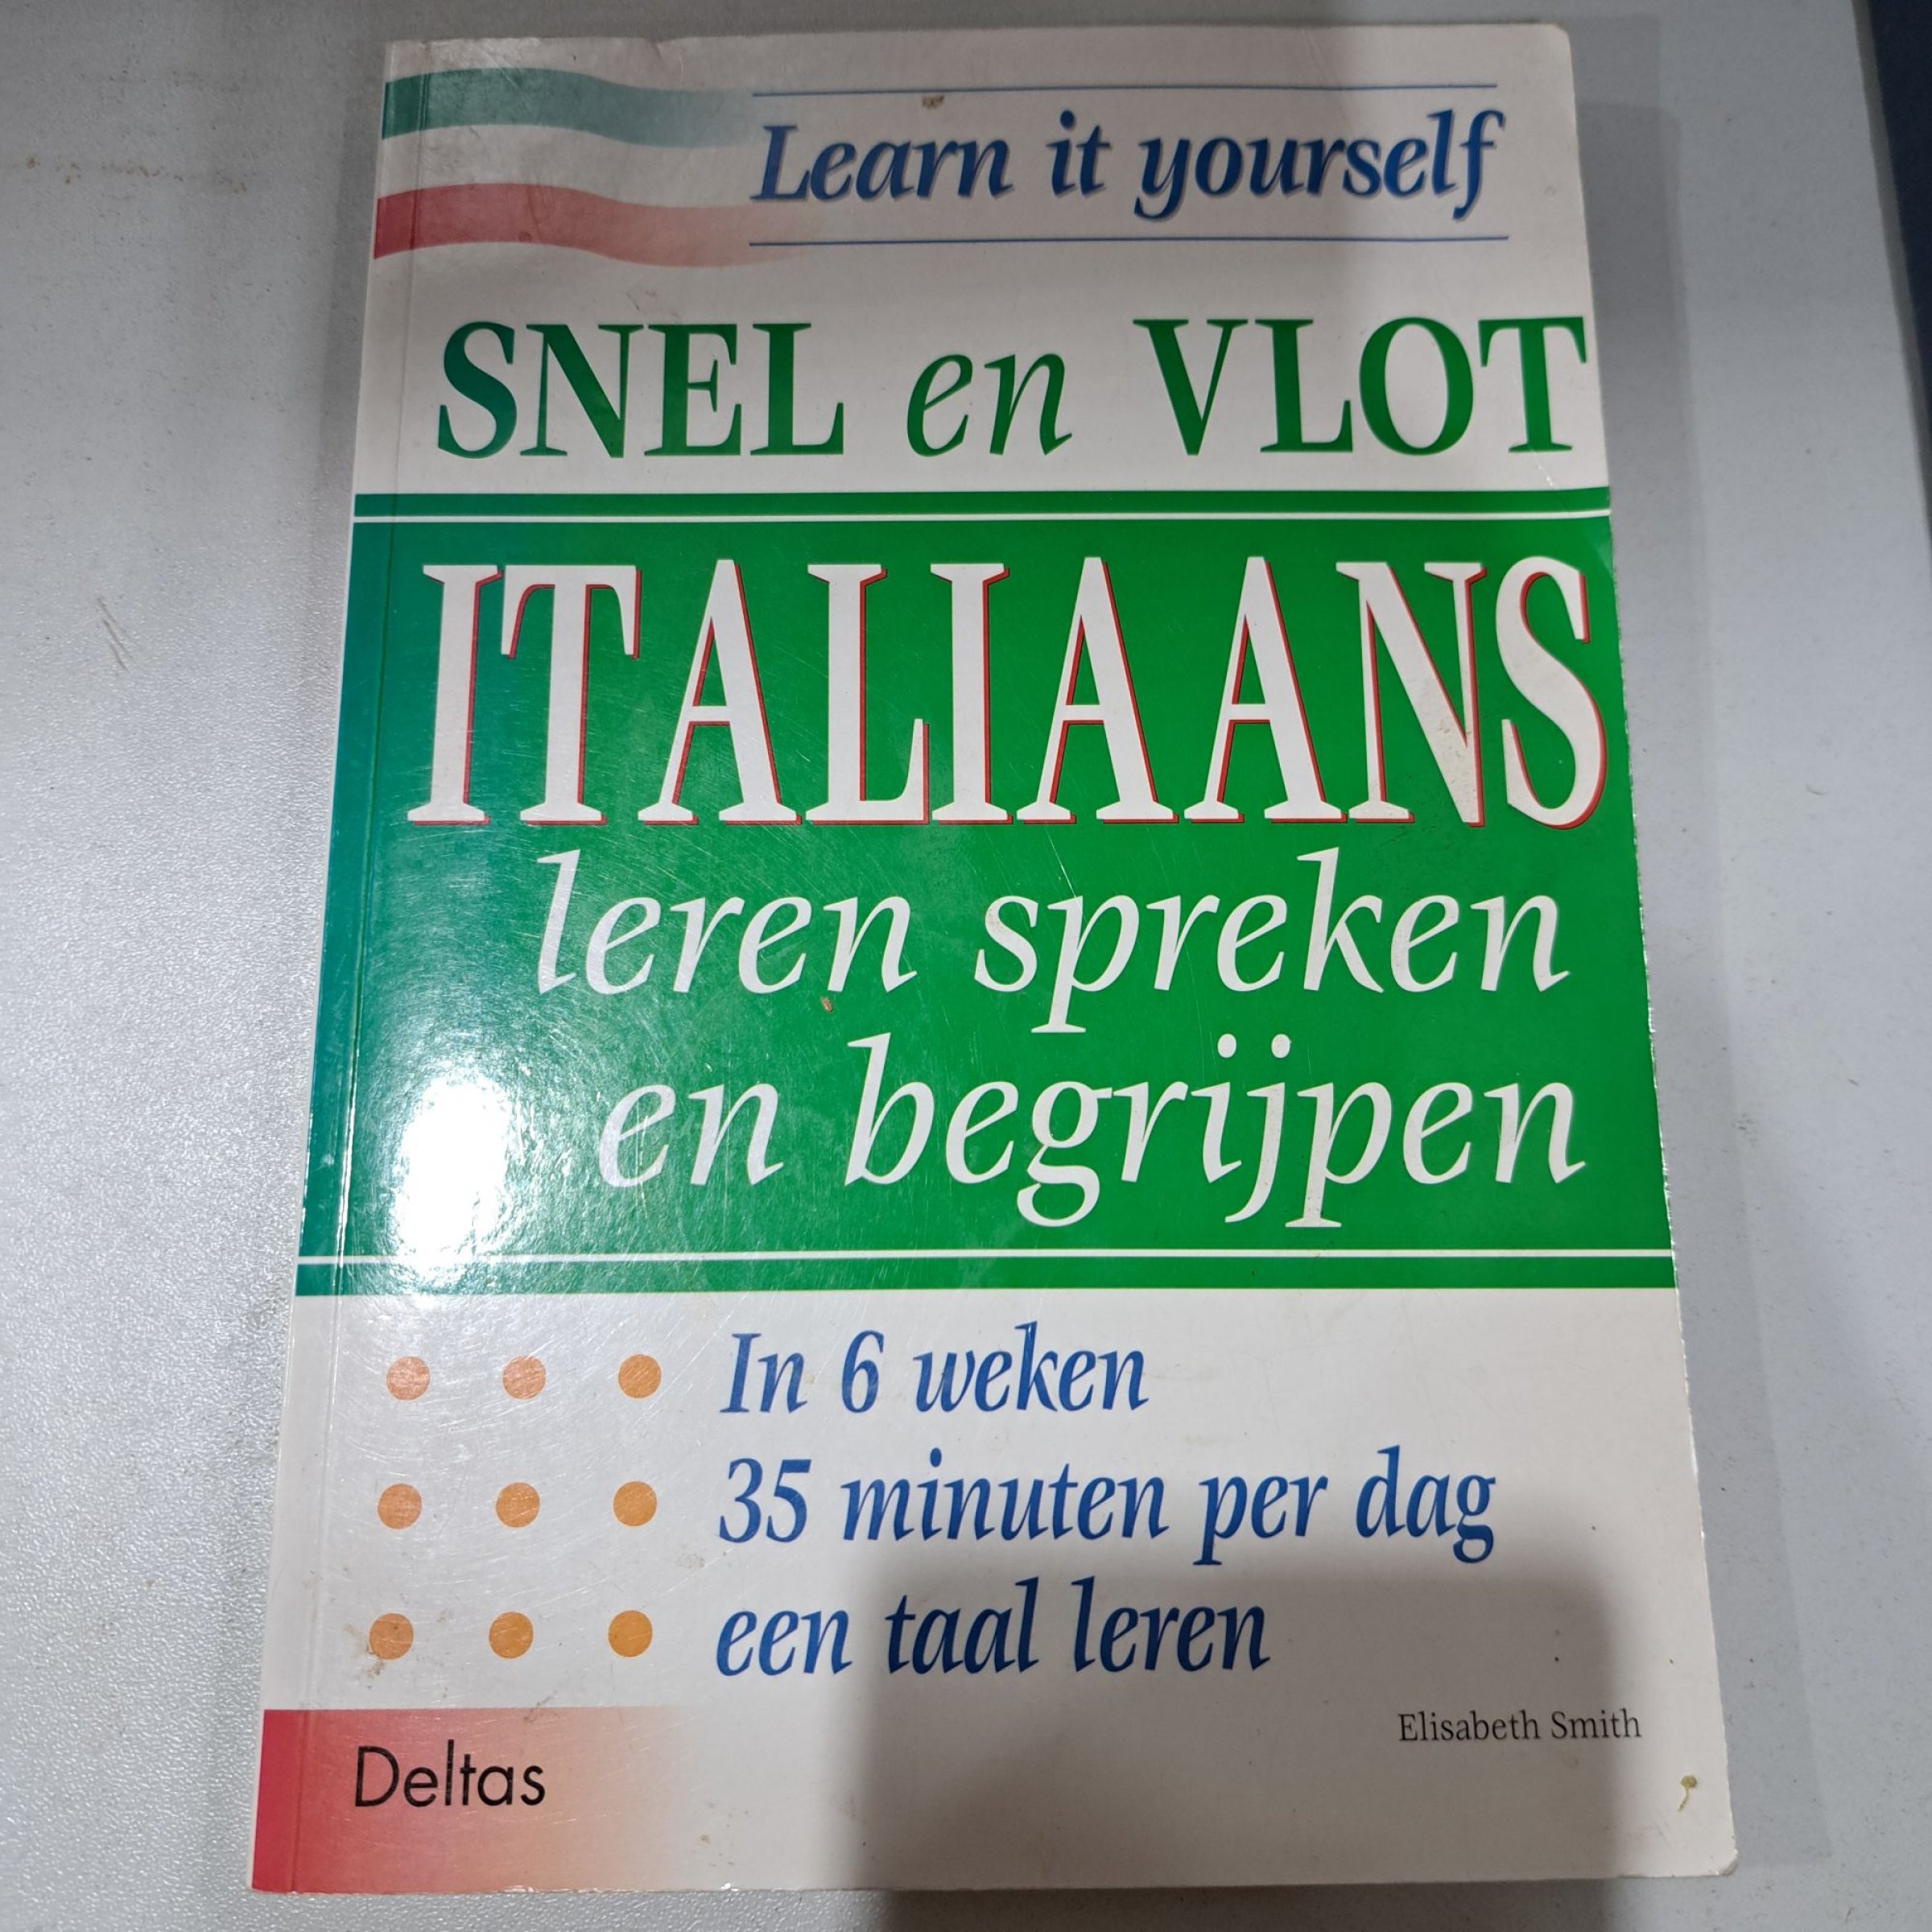 Learn it yourself
SNEL en VLOT
ITALIAANS
leren spreken
en begrijpen
In 6 weken
35 minuten per dag
een taal leren
Elisabeth Smith
Deltas